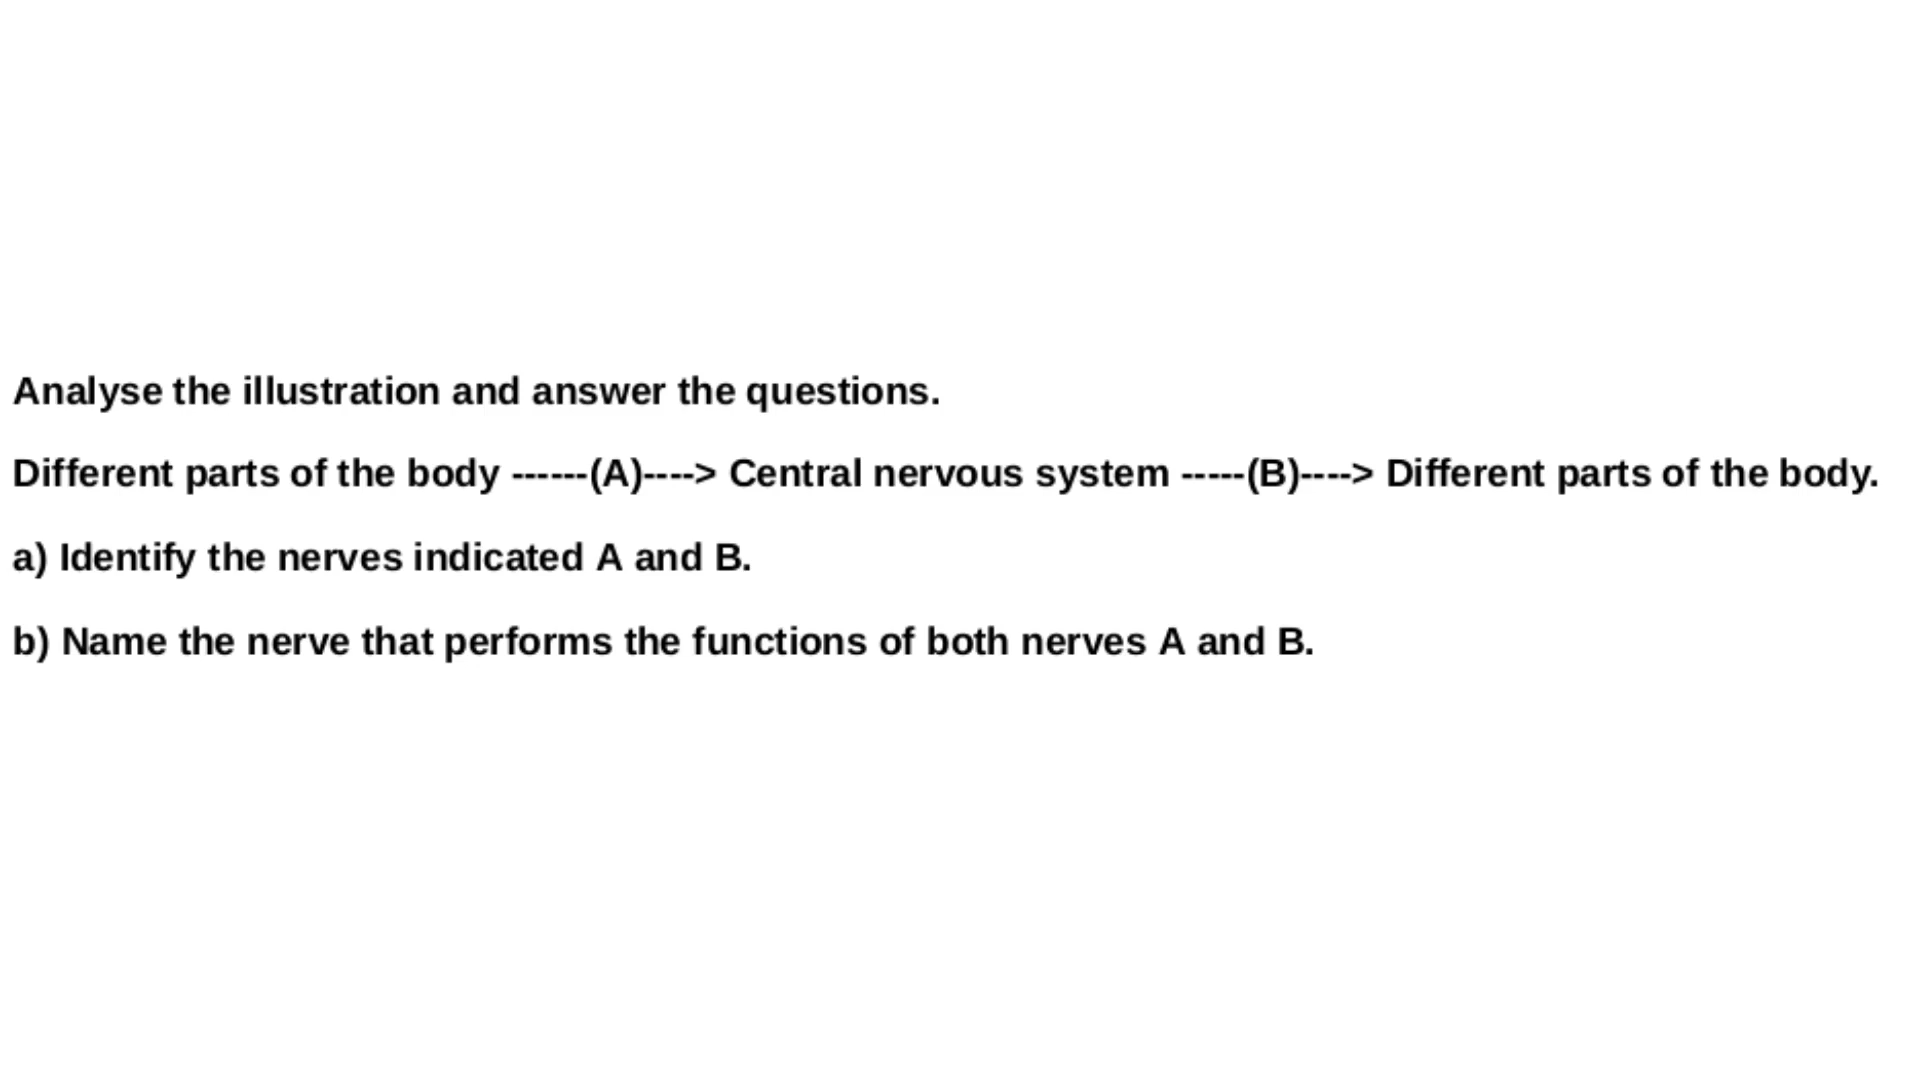 Analyse the illustration and answer the questions.
Different parts of the body ------(A)----> Central nervous system -----(B)----> Different parts of the body.
a) Identify the nerves indicated A and B.
b) Name the nerve that performs the functions of both nerves A and B.